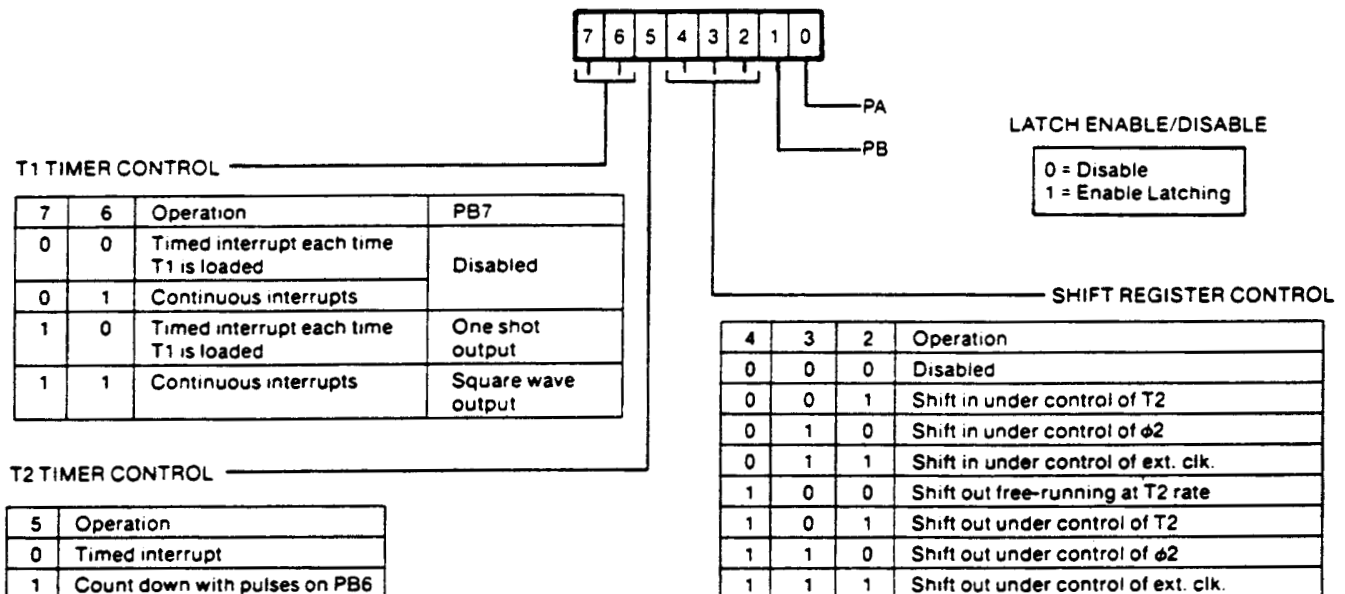 7 6 5 4 3 2 1 0
PA
PB
LATCH ENABLE/DISABLE
0 = Disable
1 = Enable Latching
T1 TIMER CONTROL
7 6 Operation PB7
0 0 Timed interrupt each time
T1 is loaded
Disabled
0 1 Continuous interrupts
1 0 Timed interrupt each time One shot
T1 is loaded output
1 1 Continuous interrupts Square wave
output
T2 TIMER CONTROL
5 Operation
0 Timed interrupt
1 Count down with pulses on PB6
SHIFT REGISTER CONTROL
4 3 2 Operation
0 0 0 Disabled
0 0 1 Shift in under control of T2
0 1 0 Shift in under control of ϕ2
0 1 1 Shift in under control of ext. clk.
1 0 0 Shift out free-running at T2 rate
1 0 1 Shift out under control of T2
1 1 0 Shift out under control of ϕ2
1 1 1 Shift out under control of ext. clk.